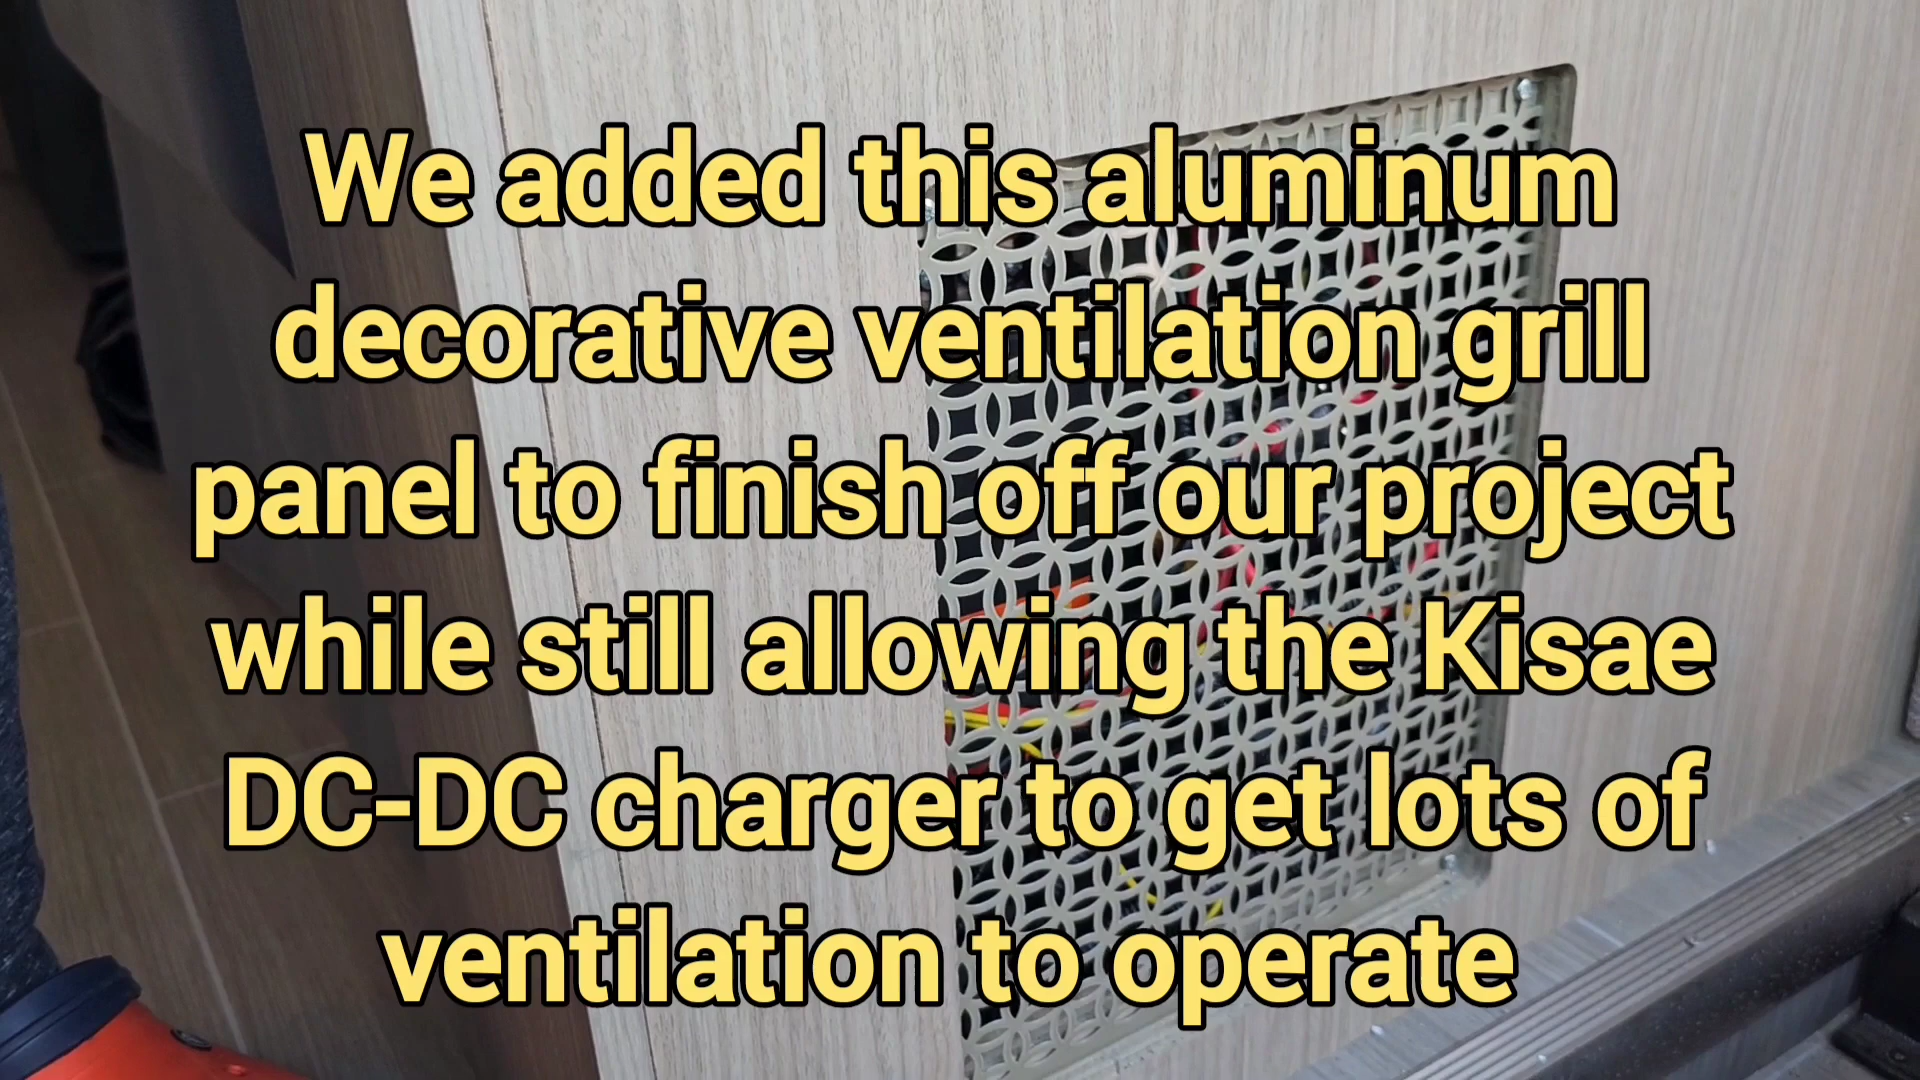 We added this aluminum
decorative ventilation grill
panel to finish off our project
while still allowing the Kisae
DC-DC charger to get lots of
ventilation to operate